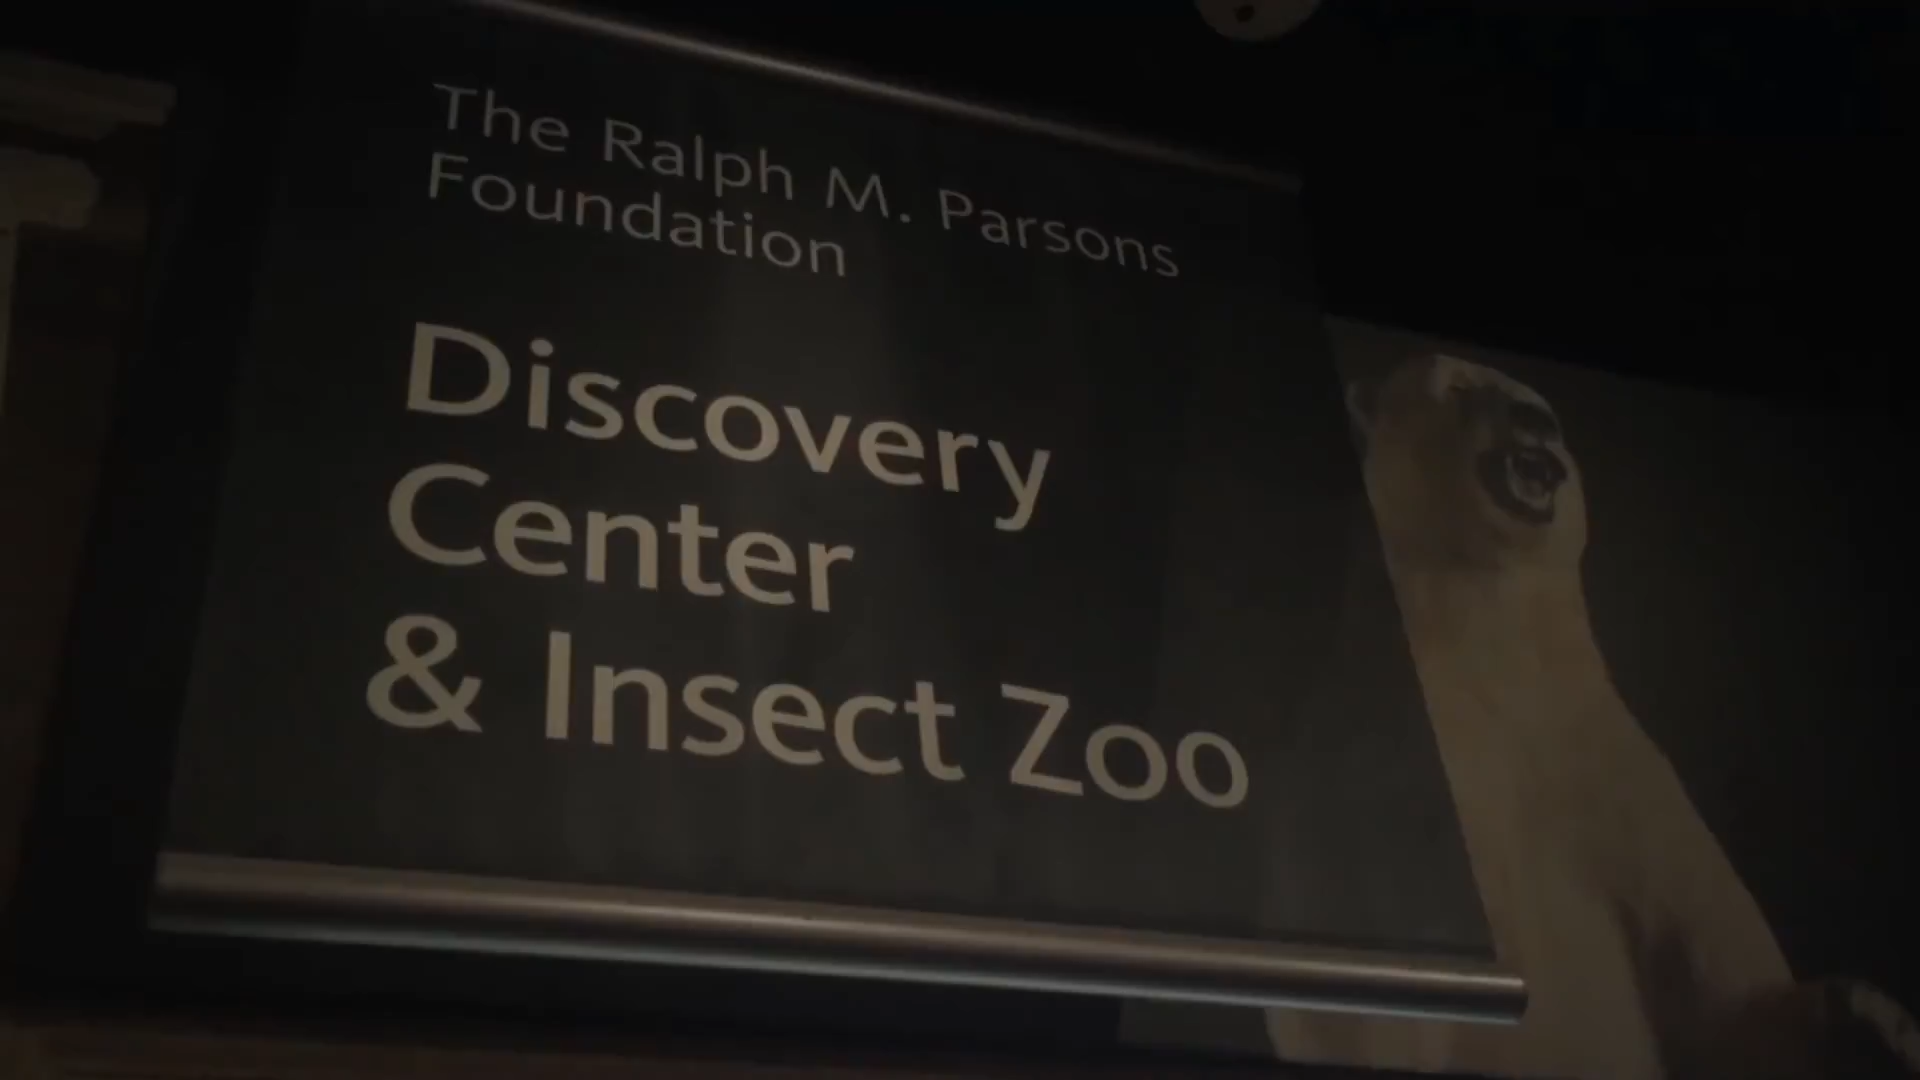 The Ralph M. Parsons
Foundation
Discovery
Center
& Insect Zoo